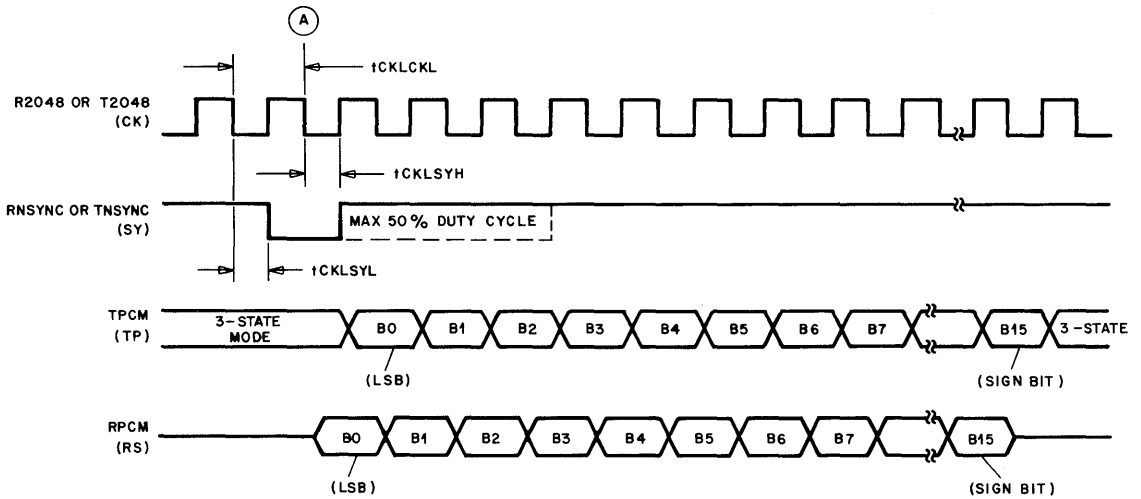 A
tCKLCKL
R2048 OR T2048
(CK)
tCKLSYH
RNSYNC OR TNSYNC
(SY)
MAX 50% DUTY CYCLE
tCKLSYL
TPCM
(TP)
3-STATE
MODE
B0 B1 B2 B3 B4 B5 B6 B7 B15 3-STATE
(LSB) (SIGN BIT)
RPCM
(RS)
B0 B1 B2 B3 B4 B5 B6 B7 B15
(LSB) (SIGN BIT)